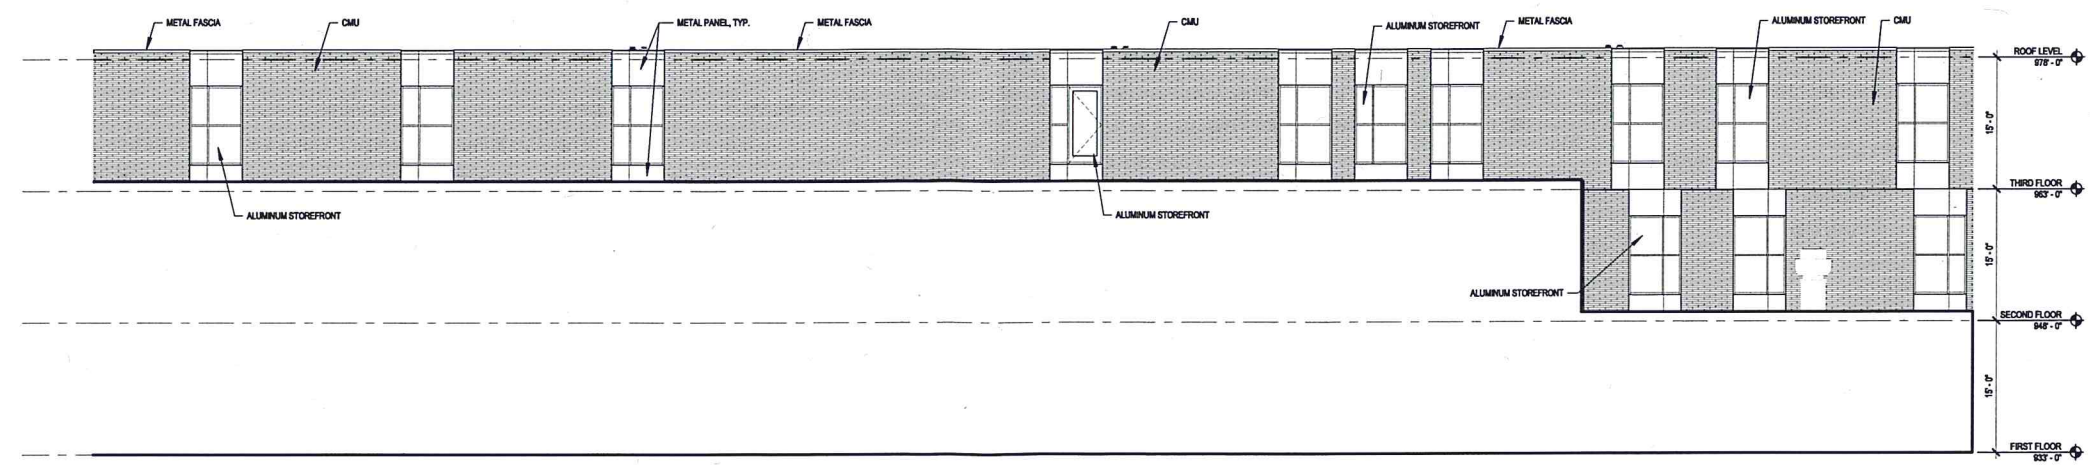 METAL FASCIA
CMU
METAL PANEL, TYP.
METAL FASCIA
CMU
ALUMINUM STOREFRONT
METAL FASCIA
ALUMINUM STOREFRONT
CMU
ROOF LEVEL
978' - 0"
15' - 0"
THIRD FLOOR
963' - 0"
ALUMINUM STOREFRONT
ALUMINUM STOREFRONT
15' - 0"
ALUMINUM STOREFRONT
SECOND FLOOR
948' - 0"
15' - 0"
FIRST FLOOR
933' - 0"